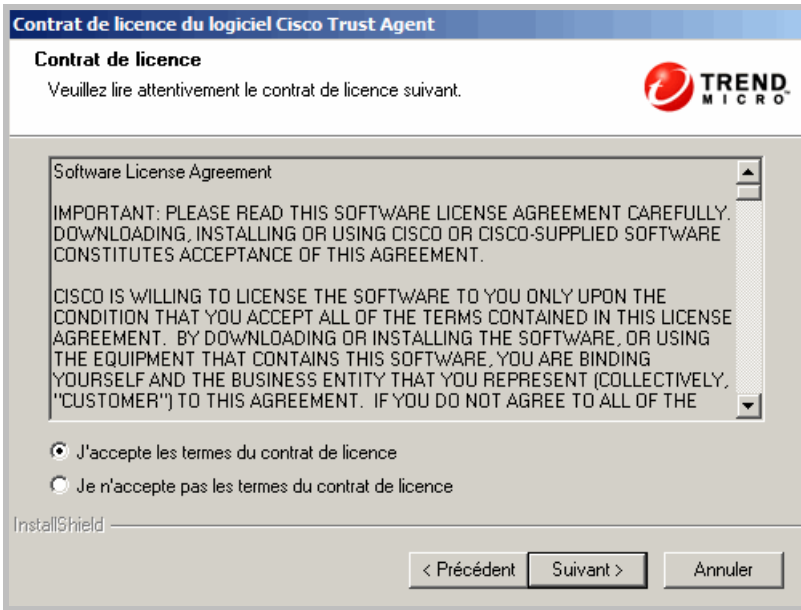 Contrat de licence du logiciel Cisco Trust Agent
Contrat de licence
Veuillez lire attentivement le contrat de licence suivant.
TREND
MICRO
Software License Agreement
IMPORTANT: PLEASE READ THIS SOFTWARE LICENSE AGREEMENT CAREFULLY.
DOWNLOADING, INSTALLING OR USING CISCO OR CISCO-SUPPLIED SOFTWARE
CONSTITUTES ACCEPTANCE OF THIS AGREEMENT.
CISCO IS WILLING TO LICENSE THE SOFTWARE TO YOU ONLY UPON THE
CONDITION THAT YOU ACCEPT ALL OF THE TERMS CONTAINED IN THIS LICENSE
AGREEMENT. BY DOWNLOADING OR INSTALLING THE SOFTWARE, OR USING
THE EQUIPMENT THAT CONTAINS THIS SOFTWARE, YOU ARE BINDING
YOURSELF AND THE BUSINESS ENTITY THAT YOU REPRESENT (COLLECTIVELY,
"CUSTOMER") TO THIS AGREEMENT. IF YOU DO NOT AGREE TO ALL OF THE
J'accepte les termes du contrat de licence
Je n'accepte pas les termes du contrat de licence
InstallShield
< Précédent Suivant > Annuler